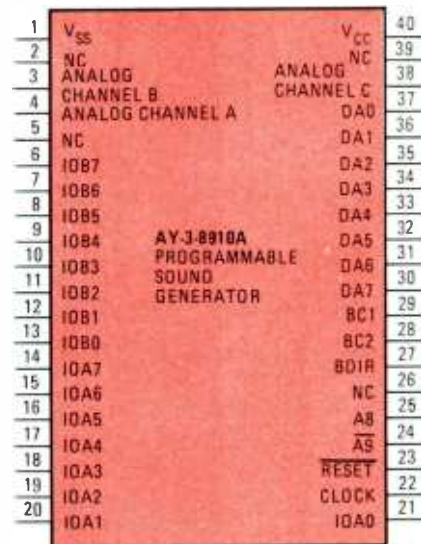 1 VSS VCC 40
2 NC NC 39
3 ANALOG CHANNEL B ANALOG CHANNEL C 38
4 ANALOG CHANNEL A DA0 37
5 NC DA1 36
6 IOB7 DA2 35
7 IOB6 DA3 34
8 IOB5 DA4 33
9 IOB4 DA5 32
10 IOB3 DA6 31
11 IOB2 DA7 30
12 IOB1 BC1 29
13 IOB0 BC2 28
14 IOA7 BDIR 27
15 IOA6 NC 26
16 IOA5 A8 25
17 IOA4 A9 24
18 IOA3 RESET 23
19 IOA2 CLOCK 22
20 IOA1 IOA0 21
AY-3-8910A
PROGRAMMABLE
SOUND
GENERATOR